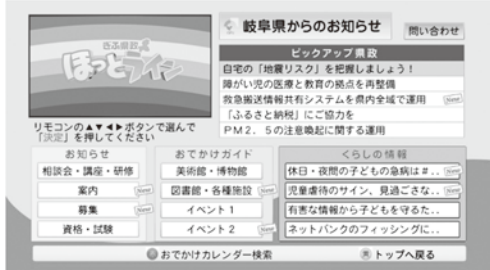 岐阜県からのお知らせ
問い合わせ
ぎふ県政
ほっとライン
ピックアップ県政
自宅の「地震リスク」を把握しましょう！
障がい児の医療と教育の拠点を再整備
救急搬送情報共有システムを県内全域で運用 New
「ふるさと納税」にご協力を
PM2．5の注意喚起に関する運用
リモコンの▲▼◀▶ボタンで選んで
「決定」を押してください
お知らせ
相談会・講座・研修
案内 New
募集 New
資格・試験
おでかけガイド
美術館・博物館
図書館・各種施設 New
イベント1
イベント2 New
くらしの情報
休日・夜間の子どもの急病は＃．． New
児童虐待のサイン、見過ごさな．． New
有害な情報から子どもを守るた．．
ネットバンクのフィッシングに．．
おでかけカレンダー検索
トップへ戻る